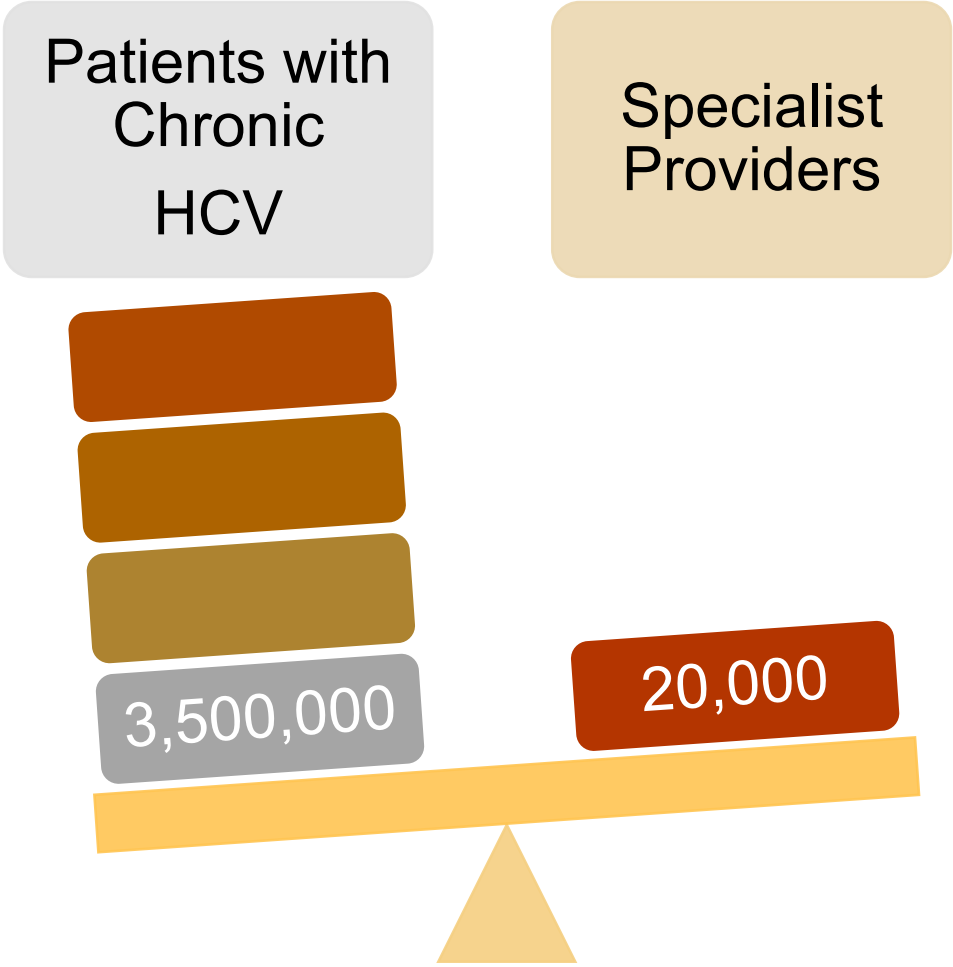 Patients with
Chronic
HCV
Specialist
Providers
3,500,000
20,000